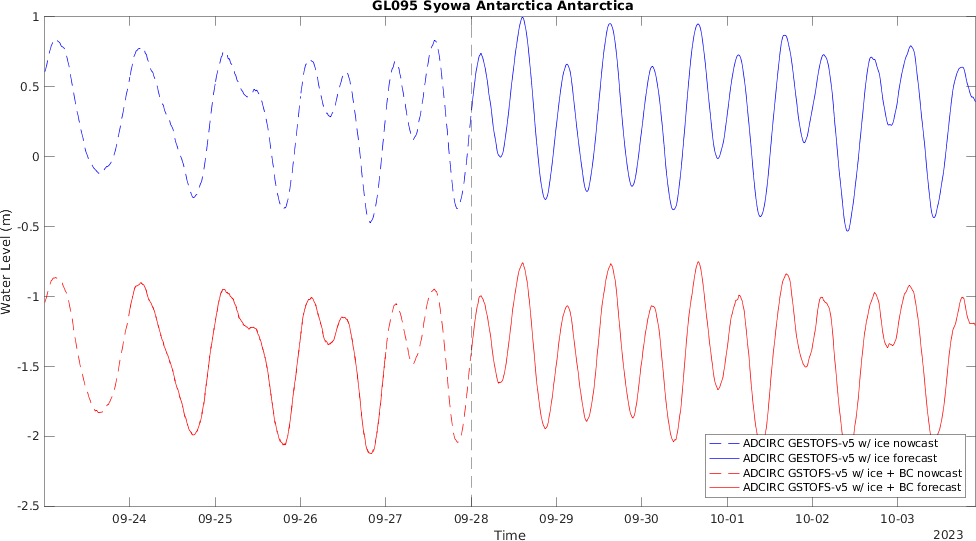 GL095 Syowa Antarctica Antarctica
1
0.5
0
-0.5
-1
-1.5
-2
-2.5
Water Level (m)
ADCIRC GESTOFS-v5 w/ ice nowcast
ADCIRC GESTOFS-v5 w/ ice forecast
ADCIRC GSTOFS-v5 w/ ice + BC nowcast
ADCIRC GSTOFS-v5 w/ ice + BC forecast
09-24 09-25 09-26 09-27 09-28 09-29 09-30 10-01 10-02 10-03
Time
2023